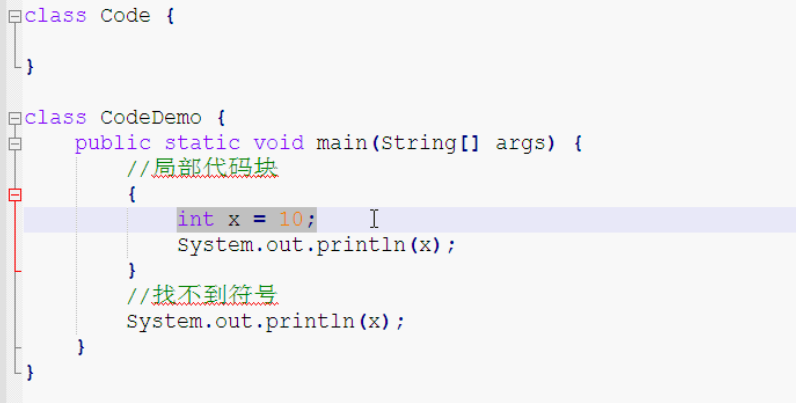 class Code {
}
class CodeDemo {
public static void main(String[] args) {
//局部代码块
{
int x = 10;
System.out.println(x);
}
//找不到符号
System.out.println(x);
}
}